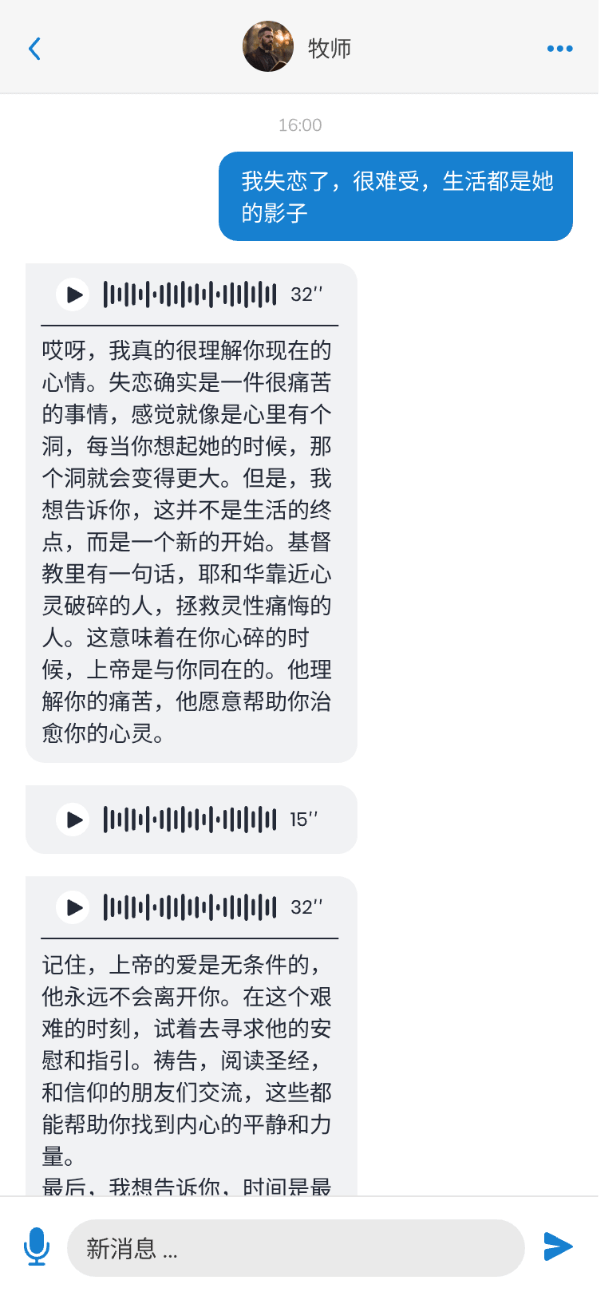 牧师
16:00
我失恋了，很难受，生活都是她
的影子
32′′
哎呀，我真的很理解你现在的
心情。失恋确实是一件很痛苦
的事情，感觉就像是心里有个
洞，每当你想起她的时候，那
个洞就会变得更大。但是，我
想告诉你，这并不是生活的终
点，而是一个新的开始。基督
教里有一句话，耶和华靠近心
灵破碎的人，拯救灵性痛悔的
人。这意味着在你心碎的时
候，上帝是与你同在的。他理
解你的痛苦，他愿意帮助你治
愈你的心灵。
15′′
32′′
记住，上帝的爱是无条件的，
他永远不会离开你。在这个艰
难的时刻，试着去寻求他的安
慰和指引。祷告，阅读圣经，
和信仰的朋友们交流，这些都
能帮助你找到内心的平静和力
量。
最后，我想告诉你，时间是最
新消息 ...